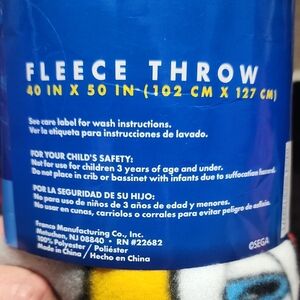 FLEECE THROW
40 IN X 50 IN (102 CM X 127 CM)
See care label for wash instructions.
Ver la etiqueta para instrucciones de lavado.
FOR YOUR CHILD'S SAFETY:
Not for use for children 3 years of age and under.
Do not place in crib or bassinet with infants due to suffocation hazard.
POR LA SEGURIDAD DE SU HIJO:
No para uso de niños de 3 años de edad y menores.
No usar en cunas, carriolos o corrales para evitar peligro de asfixia.
Franco Manufacturing Co., Inc.
Metuchen, NJ 08840 • RN #22682
100% Polyester / Poliéster
Made in China / Hecho en China
©SEGA